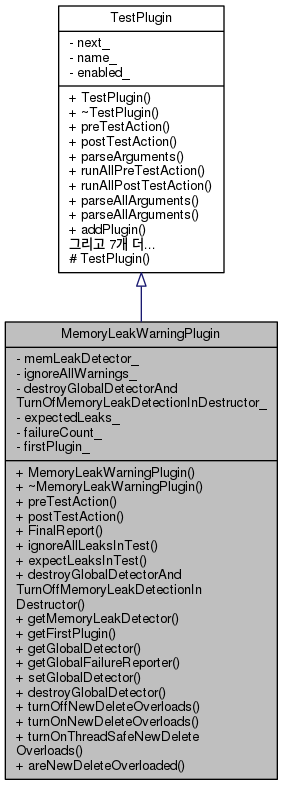 TestPlugin
- next_
- name_
- enabled_
+ TestPlugin()
+ ~TestPlugin()
+ preTestAction()
+ postTestAction()
+ parseArguments()
+ runAllPreTestAction()
+ runAllPostTestAction()
+ parseAllArguments()
+ parseAllArguments()
+ addPlugin()
그리고 7개 더...
# TestPlugin()
MemoryLeakWarningPlugin
- memLeakDetector_
- ignoreAllWarnings_
- destroyGlobalDetectorAnd
TurnOfMemoryLeakDetectionInDestructor_
- expectedLeaks_
- failureCount_
- firstPlugin_
+ MemoryLeakWarningPlugin()
+ ~MemoryLeakWarningPlugin()
+ preTestAction()
+ postTestAction()
+ FinalReport()
+ ignoreAllLeaksInTest()
+ expectLeaksInTest()
+ destroyGlobalDetectorAnd
TurnOffMemoryLeakDetectionIn
Destructor()
+ getMemoryLeakDetector()
+ getFirstPlugin()
+ getGlobalDetector()
+ getGlobalFailureReporter()
+ setGlobalDetector()
+ destroyGlobalDetector()
+ turnOffNewDeleteOverloads()
+ turnOnNewDeleteOverloads()
+ turnOnThreadSafeNewDelete
Overloads()
+ areNewDeleteOverloaded()